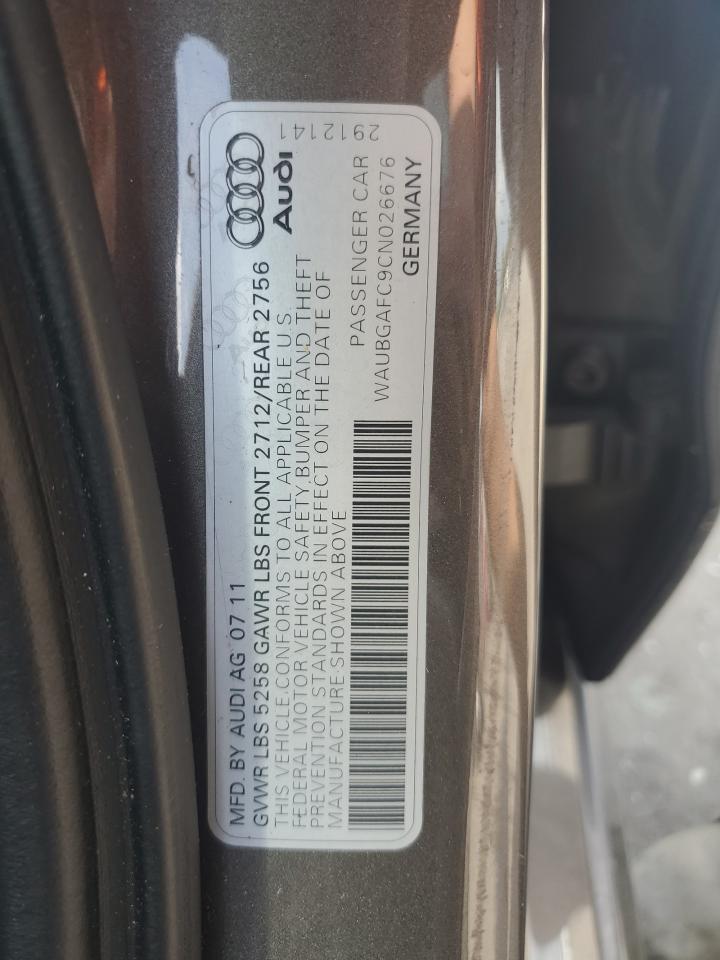 MFD. BY AUDI AG 07 11
GVWR LBS 5258 GAWR LBS FRONT 2712/REAR 2756
THIS VEHICLE CONFORMS TO ALL APPLICABLE U.S.
FEDERAL MOTOR VEHICLE SAFETY, BUMPER AND THEFT
PREVENTION STANDARDS IN EFFECT ON THE DATE OF
MANUFACTURE SHOWN ABOVE
Audi
2912141
PASSENGER CAR
WAUBGAFC9CN026676
GERMANY